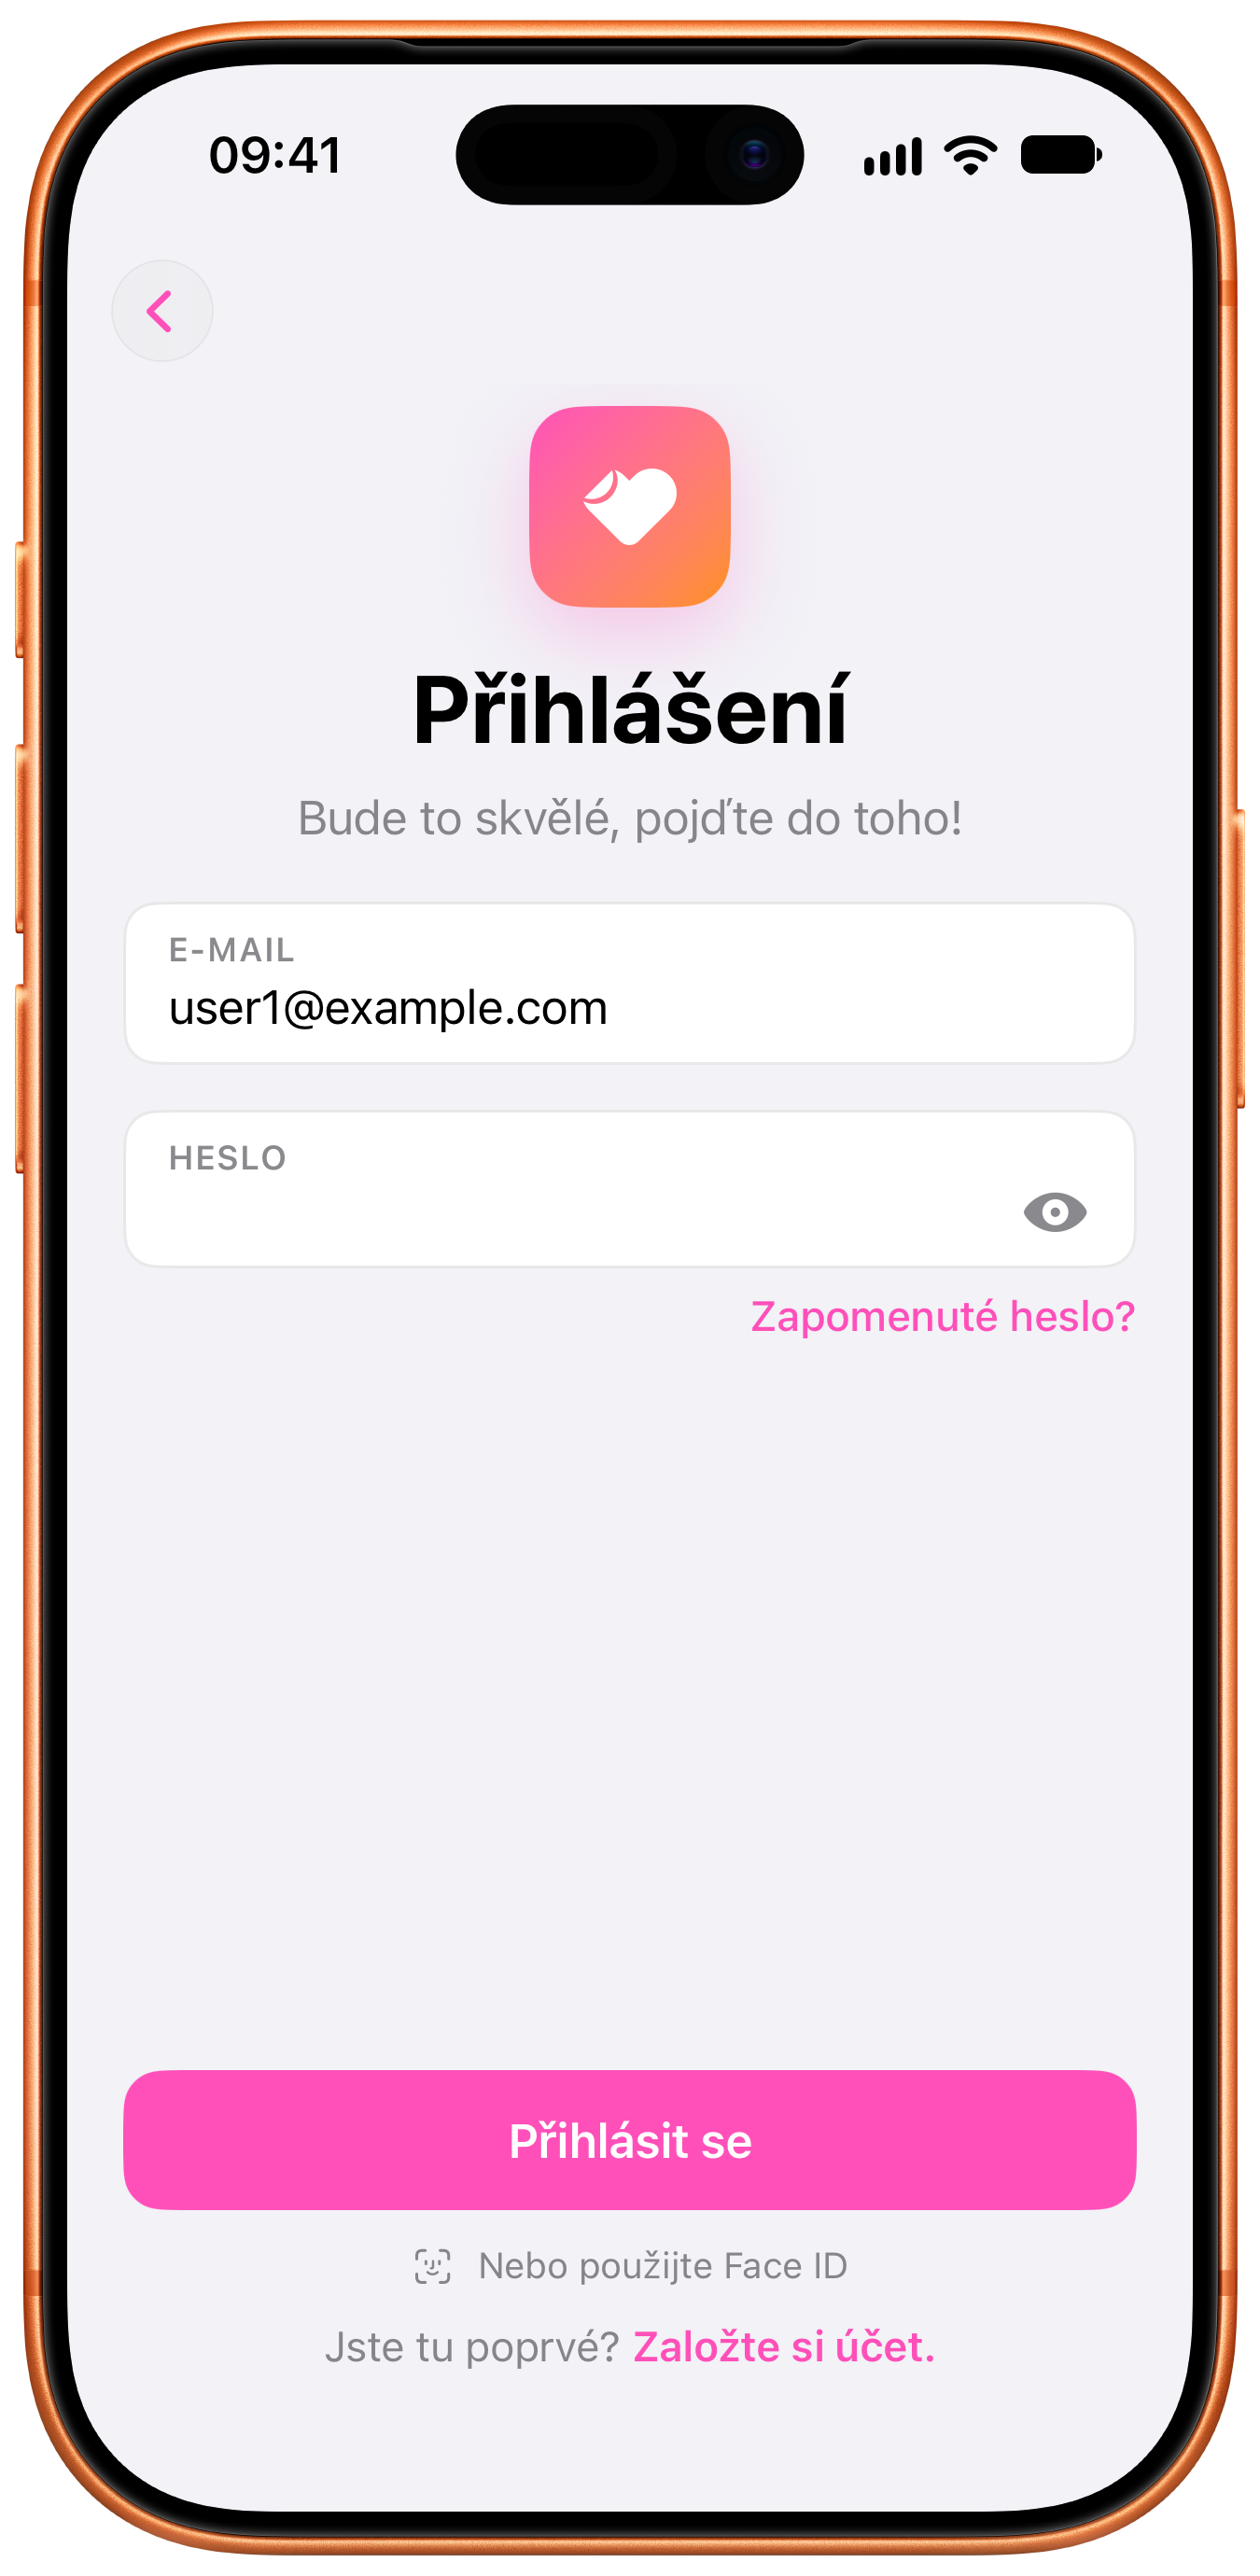 09:41
Přihlášení
Bude to skvělé, pojďte do toho!
E-MAIL
user1@example.com
HESLO
Zapomenuté heslo?
Přihlásit se
Nebo použijte Face ID
Jste tu poprvé? Založte si účet.